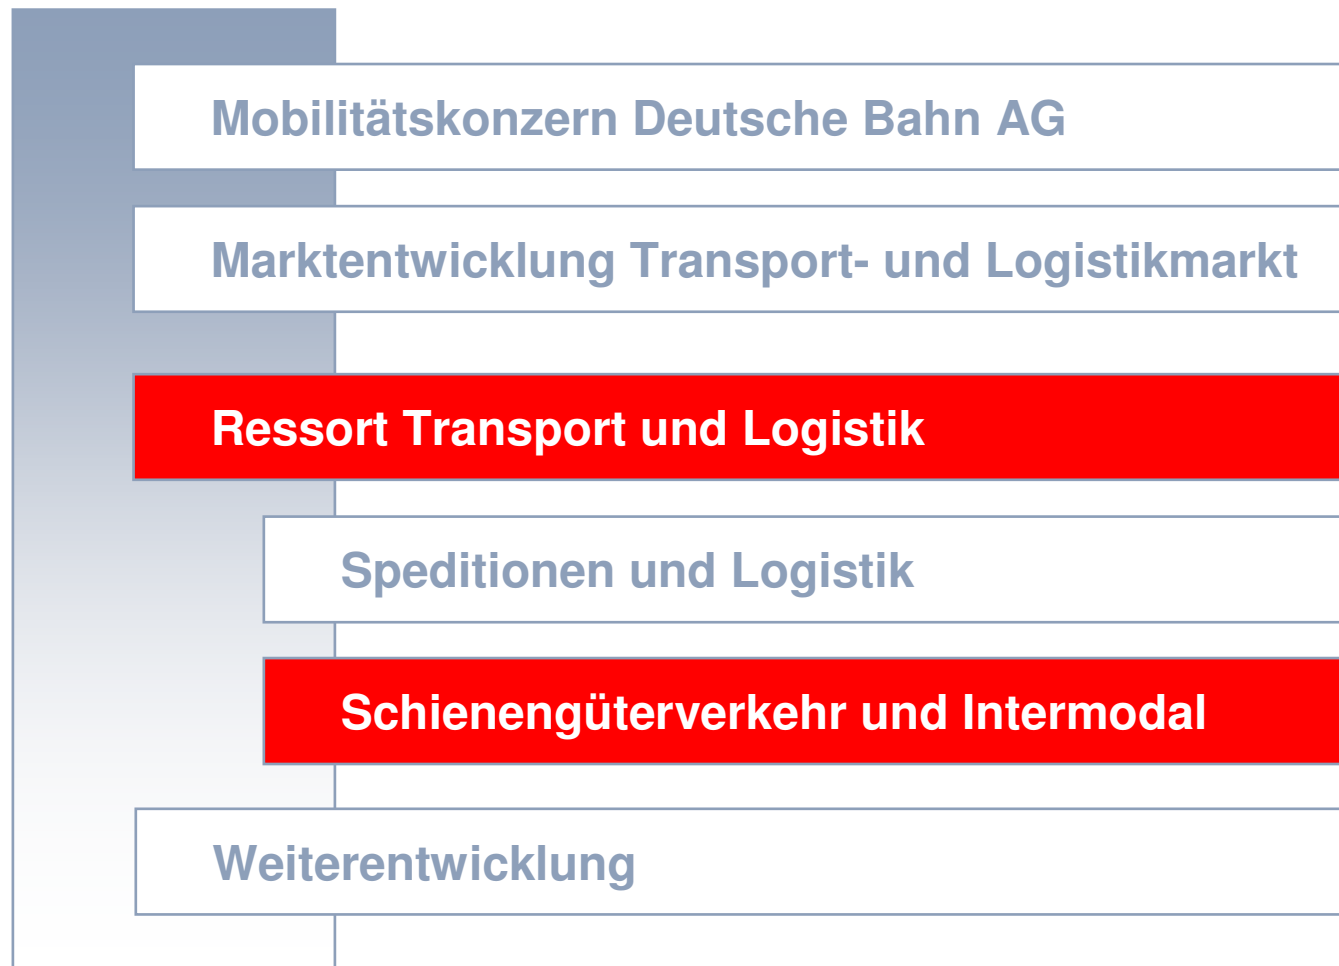 Mobilitätskonzern Deutsche Bahn AG
Marktentwicklung Transport- und Logistikmarkt
Ressort Transport und Logistik
Speditionen und Logistik
Schienengüterverkehr und Intermodal
Weiterentwicklung